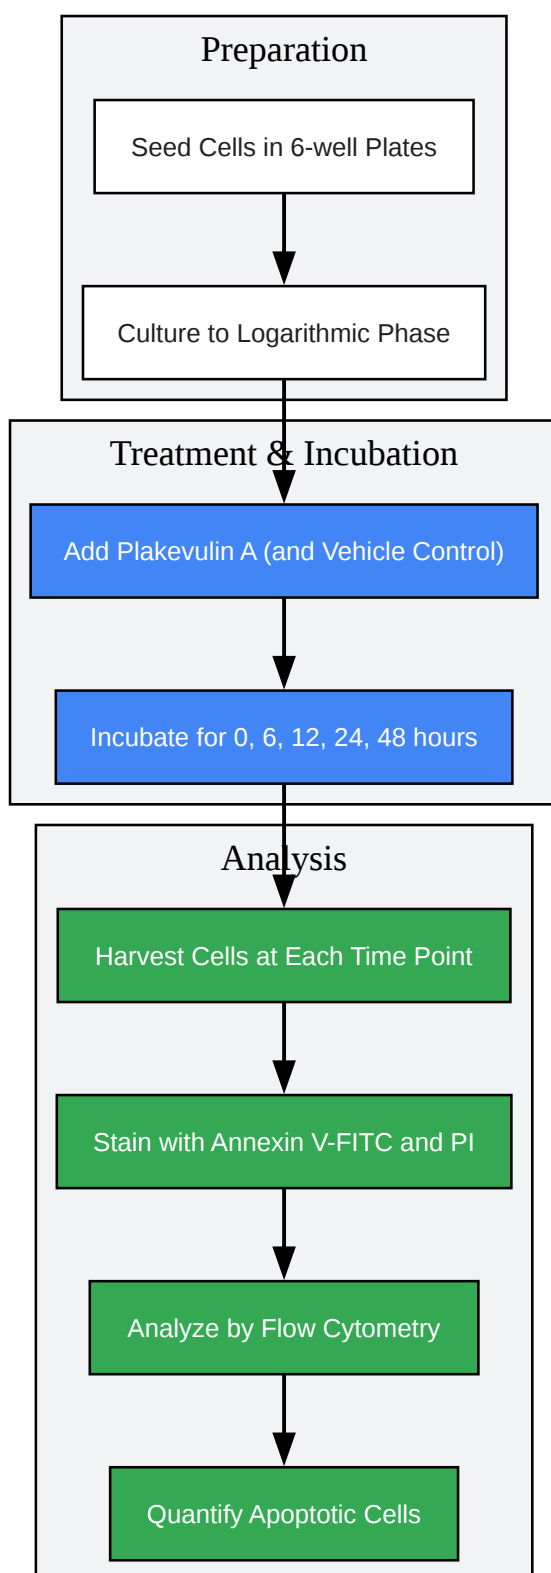 Preparation
Seed Cells in 6-well Plates
Culture to Logarithmic Phase
Treatment & Incubation
Add Plakevulin A (and Vehicle Control)
Incubate for 0, 6, 12, 24, 48 hours
Analysis
Harvest Cells at Each Time Point
Stain with Annexin V-FITC and PI
Analyze by Flow Cytometry
Quantify Apoptotic Cells